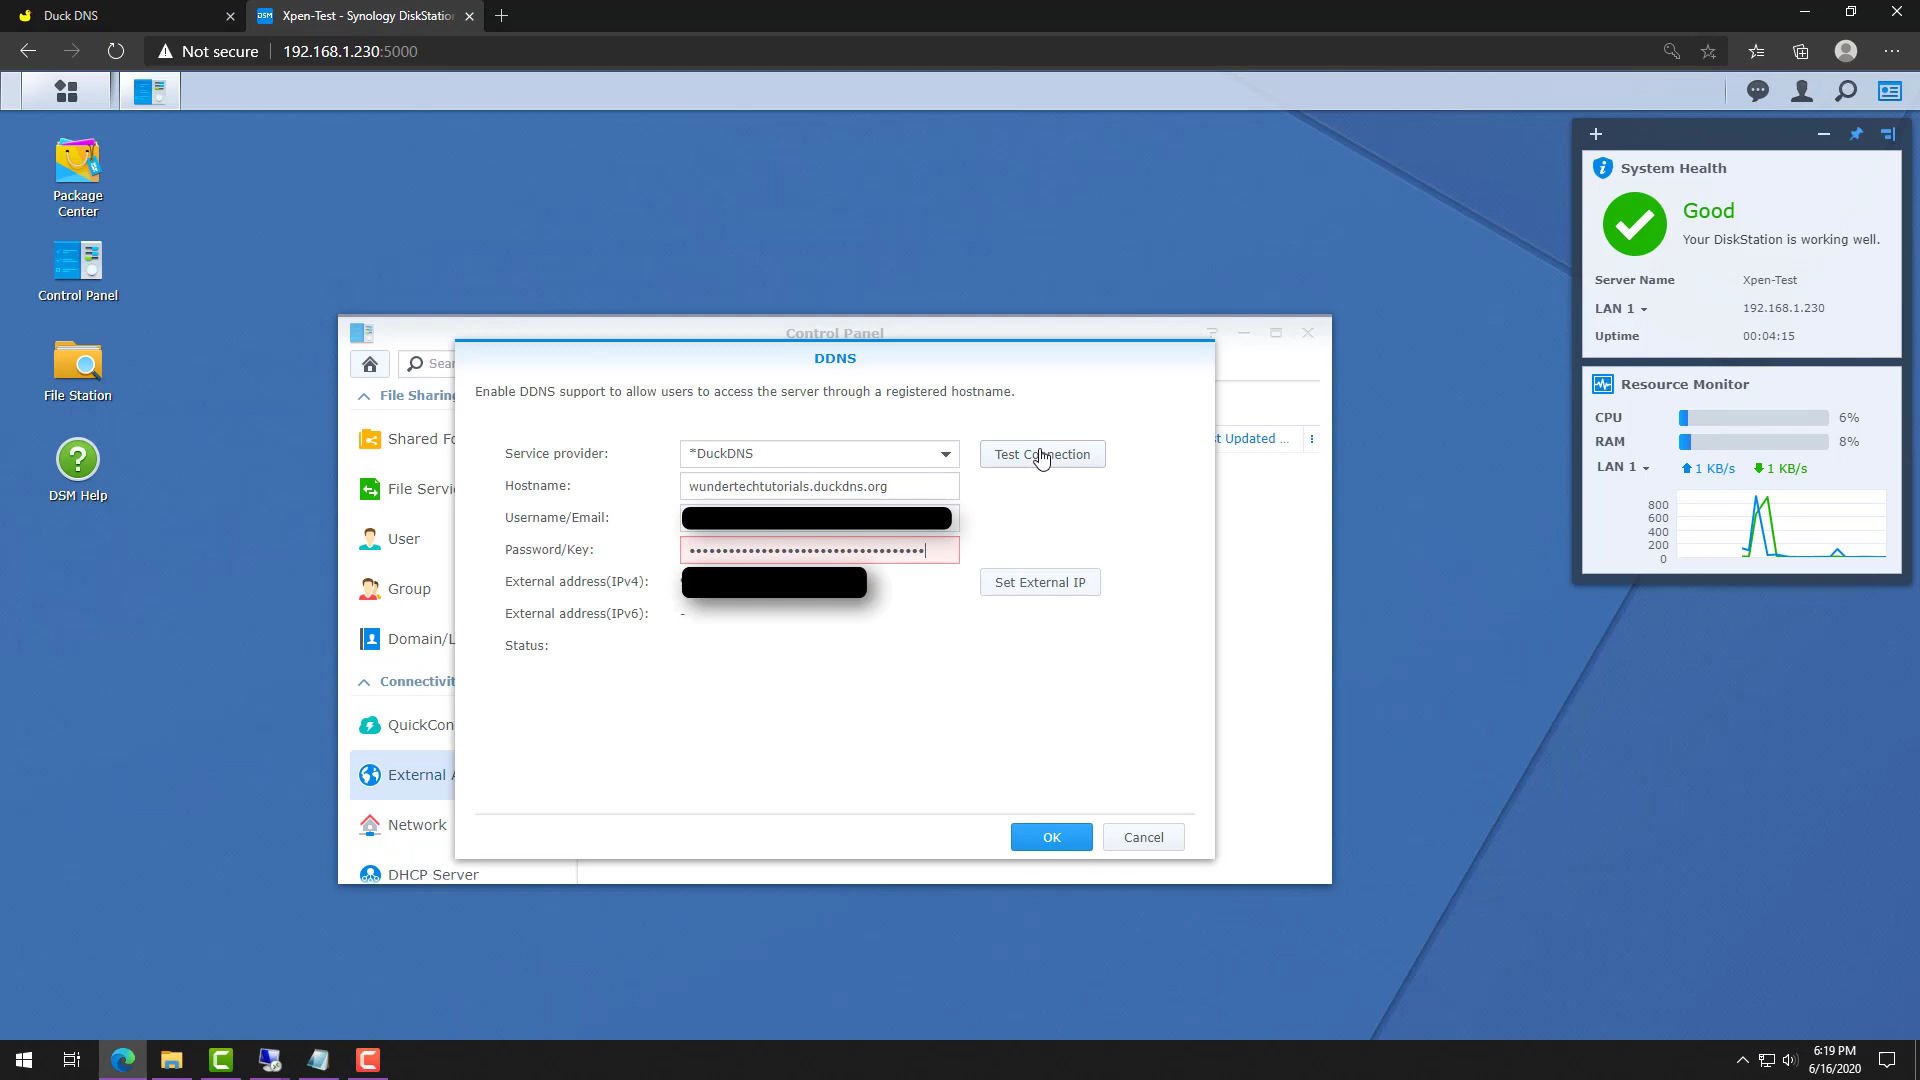 Duck DNS
DSM
Xpen-Test - Synology DiskStation
Not secure
192.168.1.230:5000
Package
Center
Control Panel
File Station
DSM Help
Control Panel
Sear
File Sharing
Shared Fo
File Servi
User
Group
Domain/L
Connectivit
QuickCon
External A
Network
DHCP Server
st Updated ...
DDNS
Enable DDNS support to allow users to access the server through a registered hostname.
Service provider:
*DuckDNS
Test Connection
Hostname:
wundertechtutorials.duckdns.org
Username/Email:
Password/Key:
External address(IPv4):
Set External IP
External address(IPv6):
-
Status:
OK
Cancel
System Health
Good
Your DiskStation is working well.
Server Name
Xpen-Test
LAN 1
192.168.1.230
Uptime
00:04:15
Resource Monitor
CPU
6%
RAM
8%
LAN 1
1 KB/s
1 KB/s
800
600
400
200
0
6:19 PM
6/16/2020